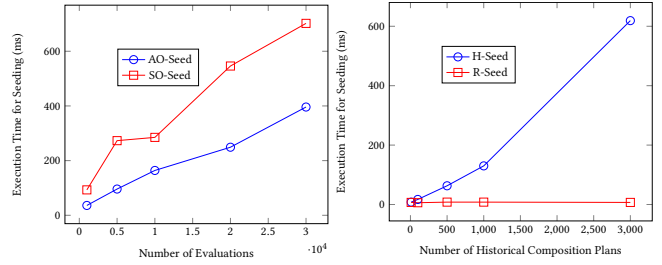 Execution Time for Seeding (ms)
600
400
200
0
AO-Seed
SO-Seed
0 0.5 1 1.5 2 2.5 3
·10⁴
Number of Evaluations
Execution Time for Seeding (ms)
600
400
200
0
H-Seed
R-Seed
0 500 1,000 1,500 2,000 2,500 3,000
Number of Historical Composition Plans